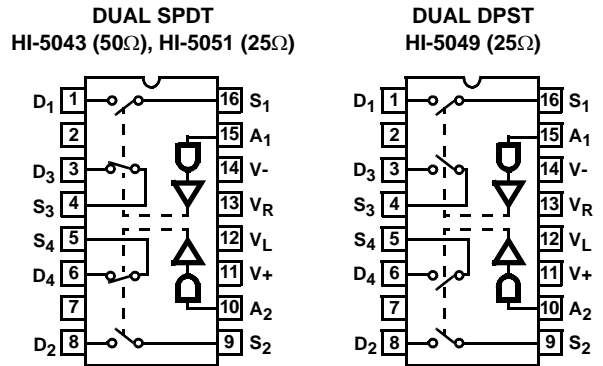 DUAL SPDT
HI-5043 (50Ω), HI-5051 (25Ω)
D1 1 16 S1
2 15 A1
D3 3 14 V-
S3 4 13 VR
S4 5 12 VL
D4 6 11 V+
7 10 A2
D2 8 9 S2
DUAL DPST
HI-5049 (25Ω)
D1 1 16 S1
2 15 A1
D3 3 14 V-
S3 4 13 VR
S4 5 12 VL
D4 6 11 V+
7 10 A2
D2 8 9 S2